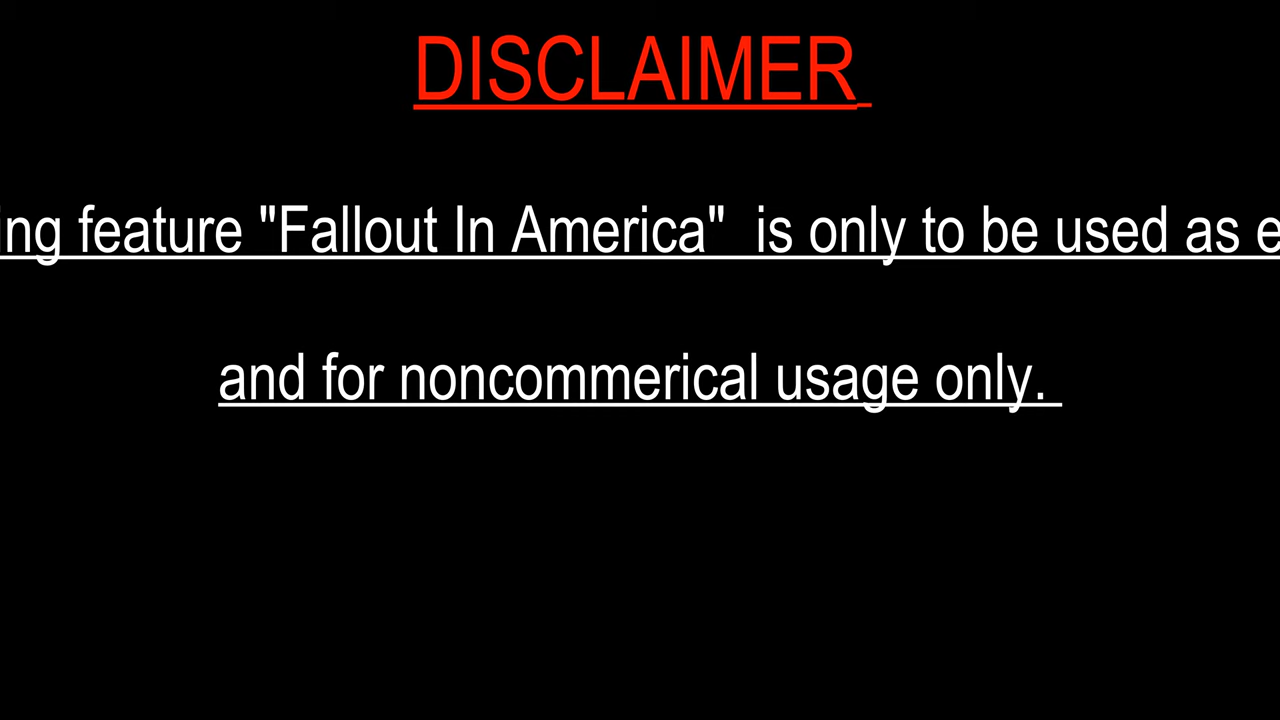 DISCLAIMER
ing feature "Fallout In America" is only to be used as e
and for noncommerical usage only.